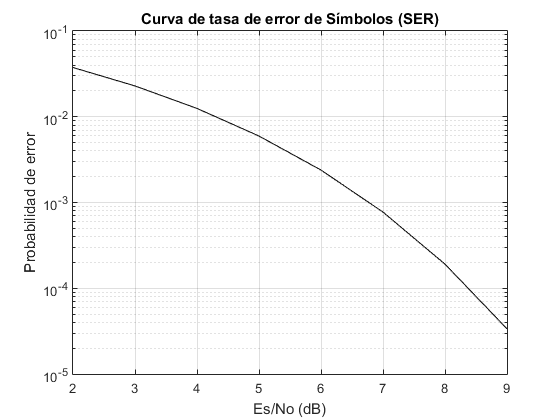 Curva de tasa de error de Símbolos (SER)
Probabilidad de error
10-1
10-2
10-3
10-4
10-5
2 3 4 5 6 7 8 9
Es/No (dB)